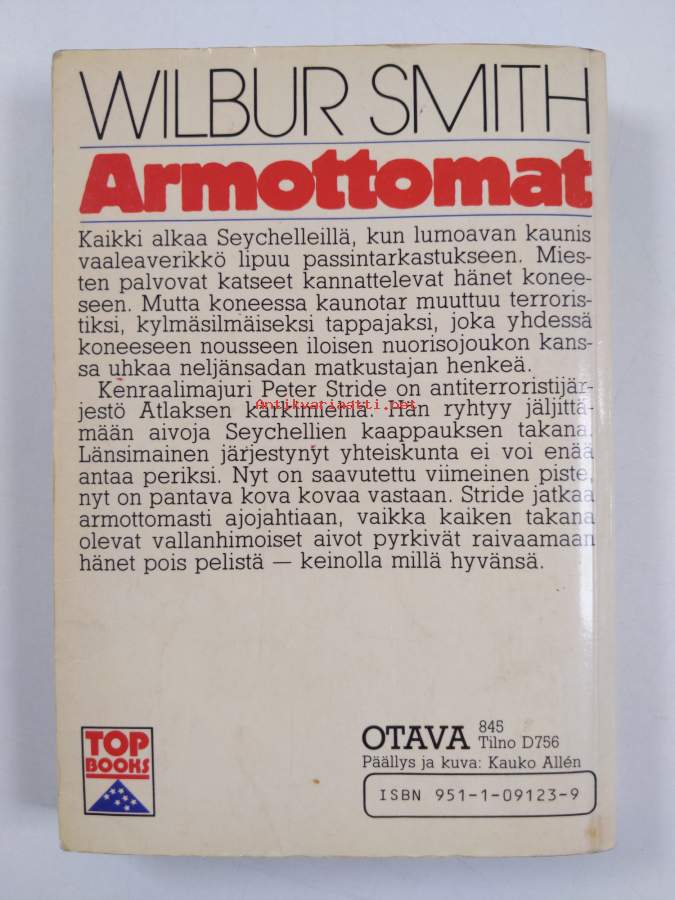 WILBUR SMITH
Armottomat
Kaikki alkaa Seychelleillä, kun lumoavan kaunis
vaaleaverikkö lipuu passintarkastukseen. Mies-
ten palvovat katseet kannattelevat hänet konee-
seen. Mutta koneessa kaunotar muuttuu terroris-
tiksi, kylmäsilmäiseksi tappajaksi, joka yhdessä
koneeseen nousseen iloisen nuorisojoukon kans-
sa uhkaa neljänsadan matkustajan henkeä.
Kenraalimajuri Peter Stride on antiterroristijär-
jestö Atlaksen kärkimiehiä. Hän ryhtyy jäljittä-
Antikvariaatti.net
mään aivoja Seychellien kaappauksen takana.
Länsimainen järjestynyt yhteiskunta ei voi enää
antaa periksi. Nyt on saavutettu viimeinen piste,
nyt on pantava kova kovaa vastaan. Stride jatkaa
armottomasti ajojahtiaan, vaikka kaiken takana
olevat vallanhimoiset aivot pyrkivät raivaamaan
hänet pois pelistä — keinolla millä hyvänsä.
TOP
BOOKS
OTAVA 845
Tilno D756
Päällys ja kuva: Kauko Allén
ISBN 951-1-09123-9